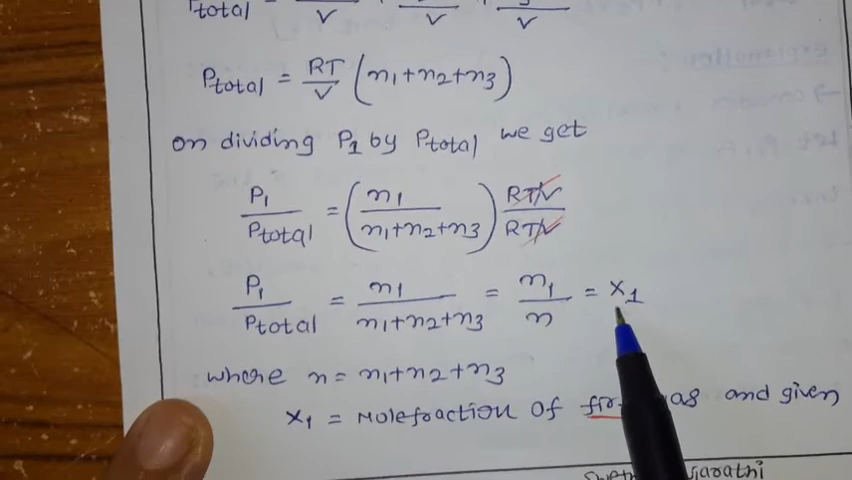 Ptotal = V V V
Ptotal = RT/V (n1+n2+n3)
on dividing P1 by Ptotal we get
P1/Ptotal = (n1/n1+n2+n3) RT/V/RT/V
P1/Ptotal = n1/n1+n2+n3 = n1/n = x1
where n = n1+n2+n3
x1 = Molefraction of and given